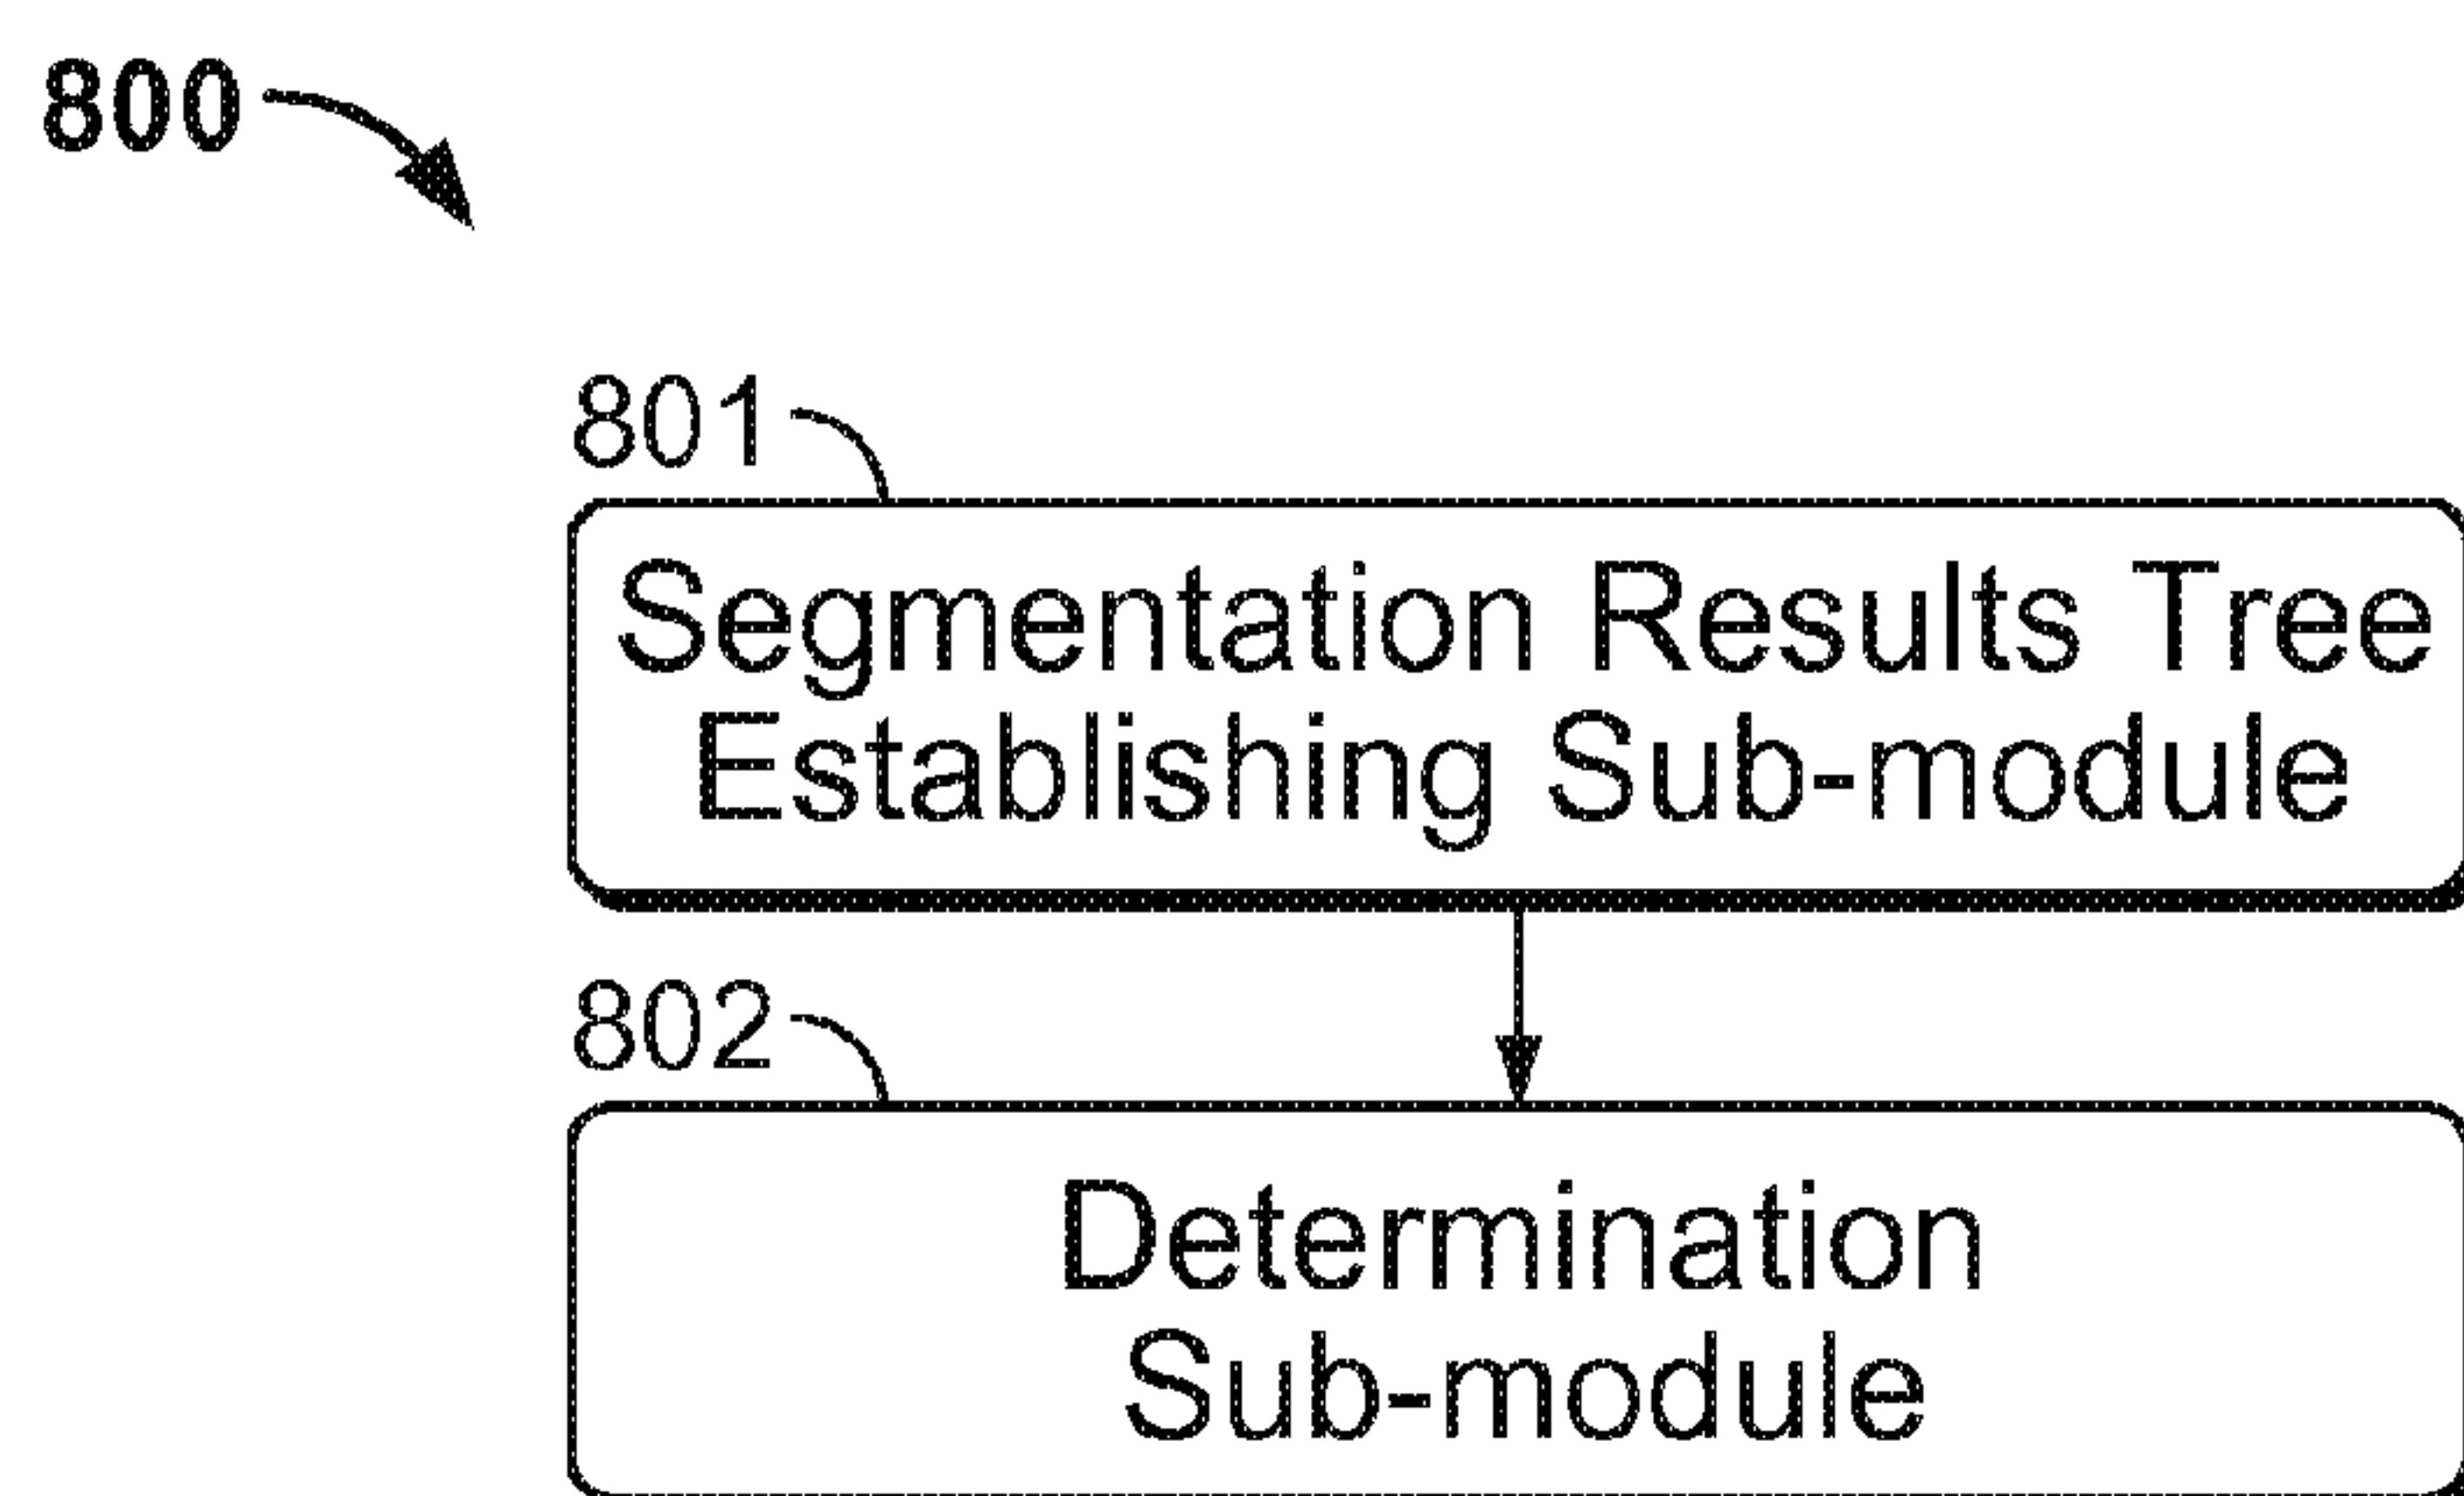 800
801
Segmentation Results Tree
Establishing Sub-module
802
Determination
Sub-module